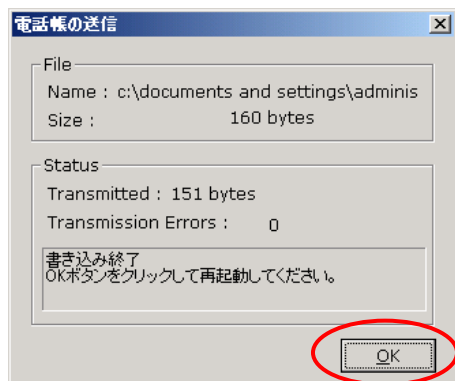 電話帳の送信
File
Name : c:\documents and settings\adminis
Size : 160 bytes
Status
Transmitted : 151 bytes
Transmission Errors : 0
書き込み終了
OKボタンをクリックして再起動してください。
OK